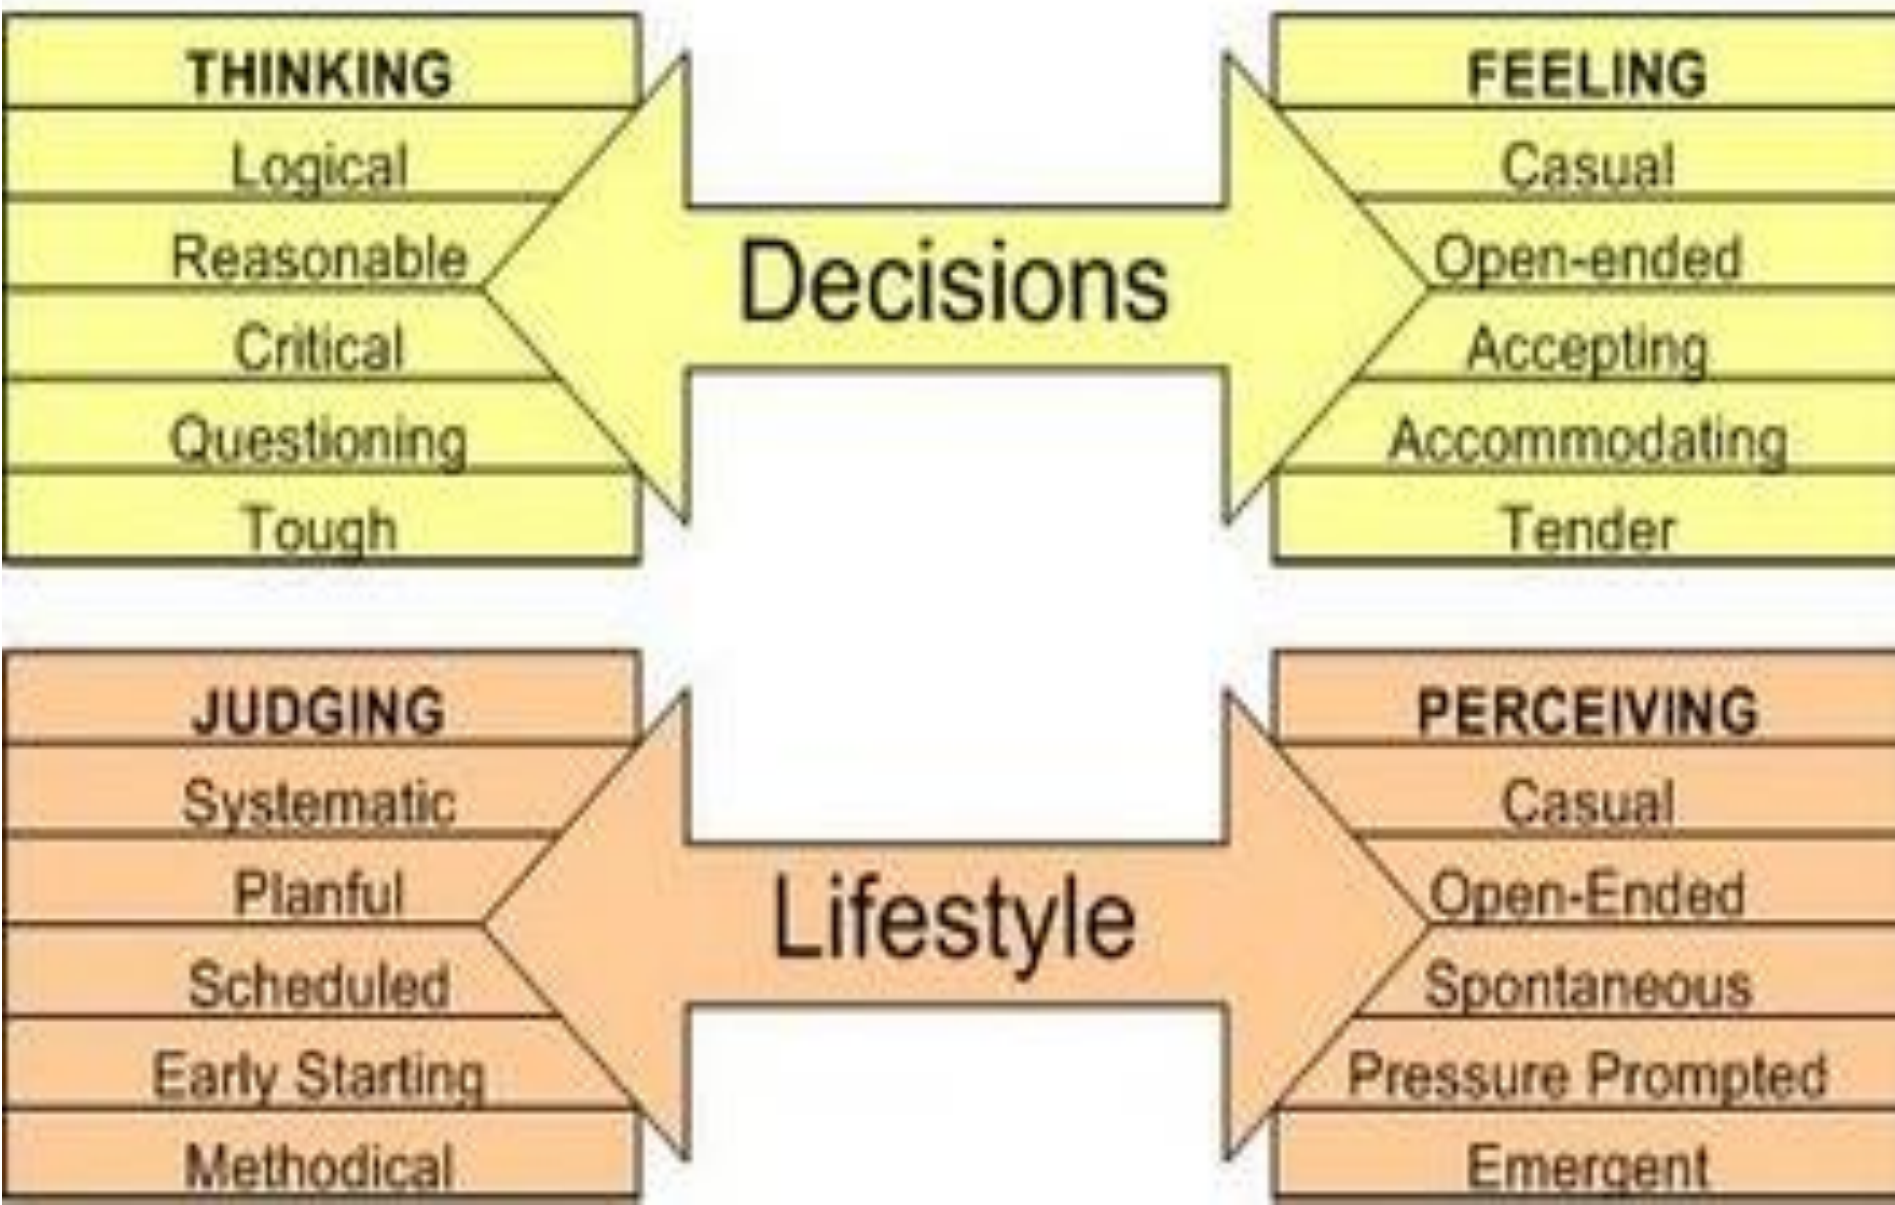 THINKING
Logical
Reasonable
Critical
Questioning
Tough
Decisions
FEELING
Casual
Open-ended
Accepting
Accommodating
Tender
JUDGING
Systematic
Planful
Scheduled
Early Starting
Methodical
Lifestyle
PERCEIVING
Casual
Open-Ended
Spontaneous
Pressure Prompted
Emergent